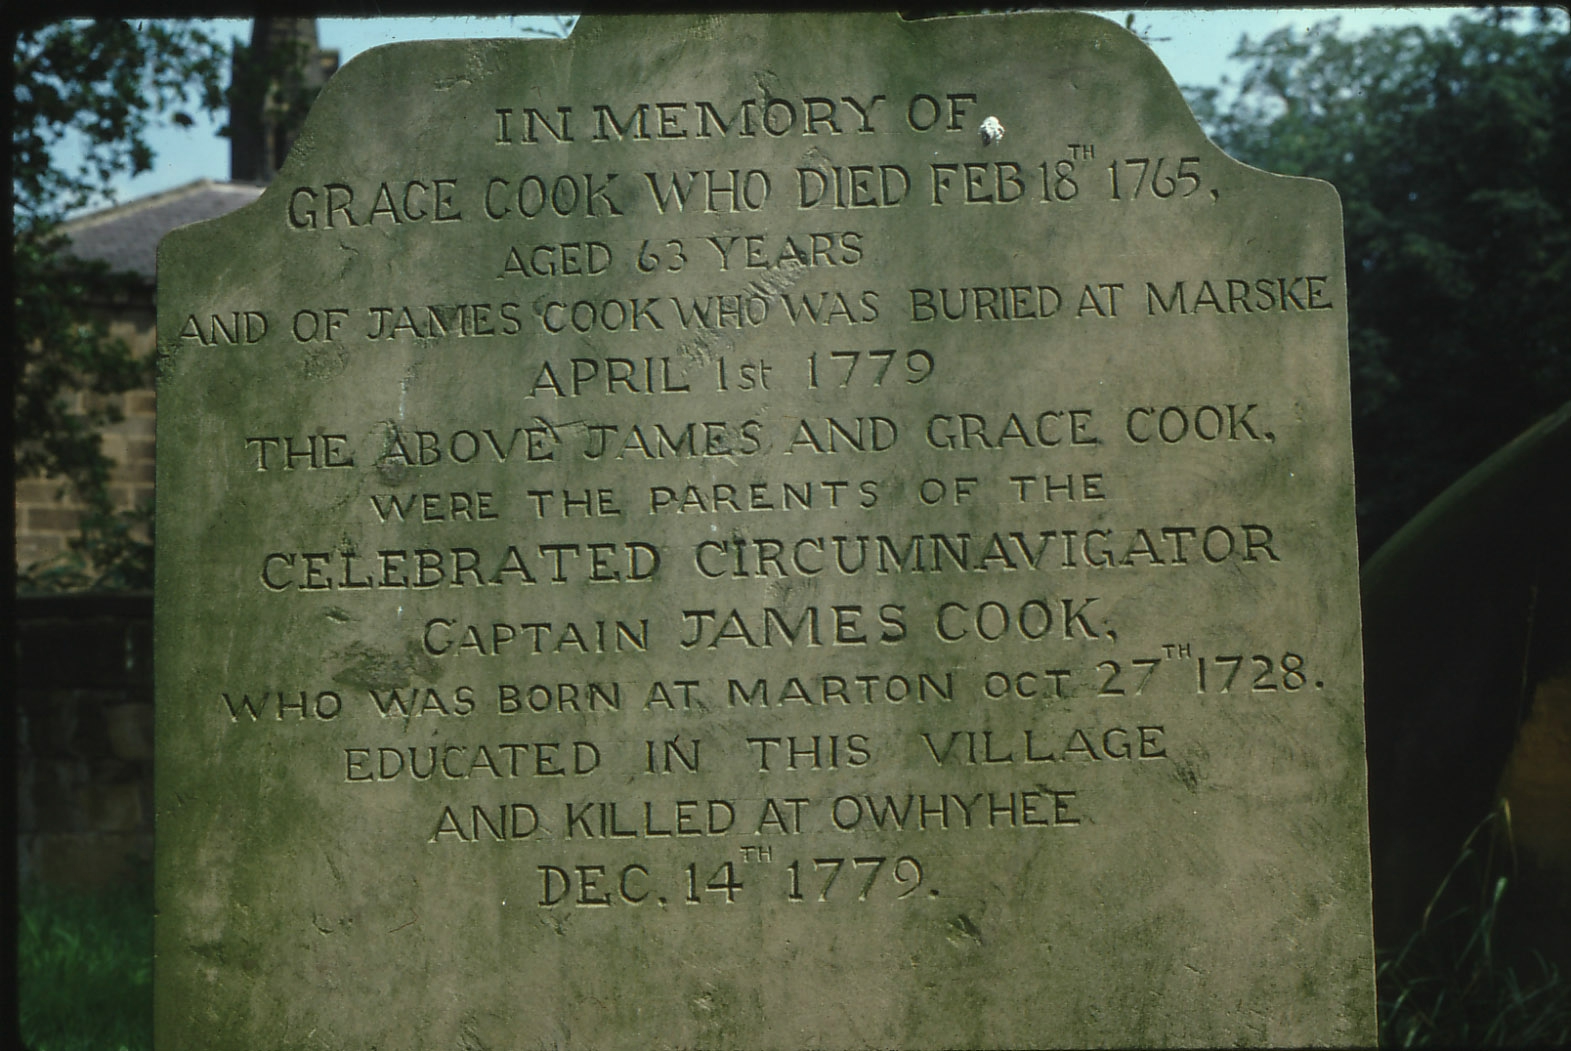 IN MEMORY OF
GRACE COOK WHO DIED FEB 18TH 1765,
AGED 63 YEARS
AND OF JAMES COOK WHO WAS BURIED AT MARSKE
APRIL 1st 1779
THE ABOVE JAMES AND GRACE COOK,
WERE THE PARENTS OF THE
CELEBRATED CIRCUMNAVIGATOR
CAPTAIN JAMES COOK,
WHO WAS BORN AT MARTON OCT 27TH 1728.
EDUCATED IN THIS VILLAGE
AND KILLED AT OWHYHEE
DEC. 14TH 1779.